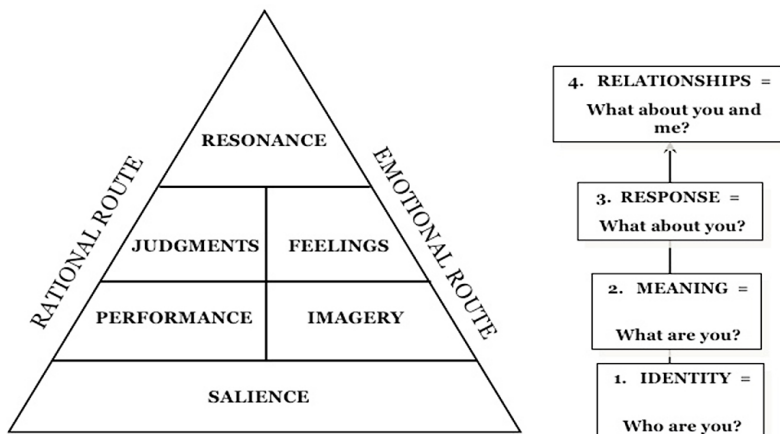 RESONANCE
RATIONAL ROUTE
EMOTIONAL ROUTE
JUDGMENTS
FEELINGS
PERFORMANCE
IMAGERY
SALIENCE
4. RELATIONSHIPS =
What about you and
me?
3. RESPONSE =
What about you?
2. MEANING =
What are you?
1. IDENTITY =
Who are you?